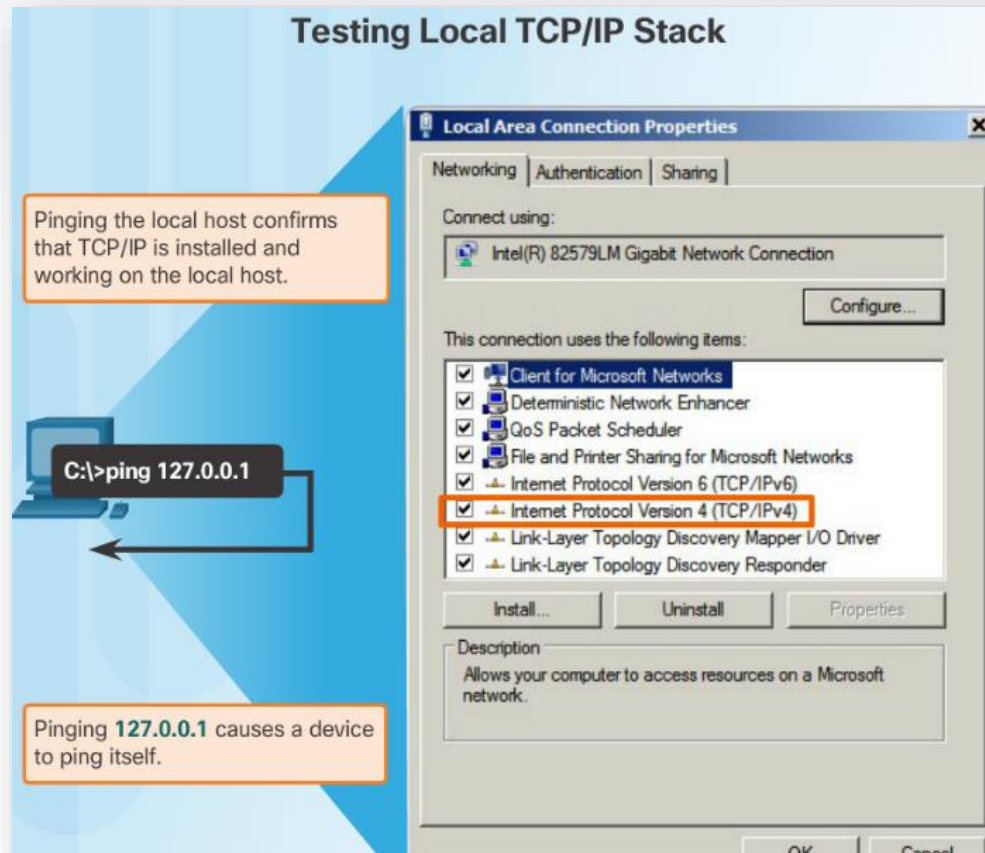 Testing Local TCP/IP Stack
Pinging the local host confirms
that TCP/IP is installed and
working on the local host.
C:\>ping 127.0.0.1
Pinging 127.0.0.1 causes a device
to ping itself.
Local Area Connection Properties
Networking Authentication Sharing
Connect using:
Intel(R) 82579LM Gigabit Network Connection
Configure...
This connection uses the following items:
Client for Microsoft Networks
Deterministic Network Enhancer
QoS Packet Scheduler
File and Printer Sharing for Microsoft Networks
Internet Protocol Version 6 (TCP/IPv6)
Internet Protocol Version 4 (TCP/IPv4)
Link-Layer Topology Discovery Mapper I/O Driver
Link-Layer Topology Discovery Responder
Install... Uninstall Properties
Description
Allows your computer to access resources on a Microsoft
network.
OK Cancel